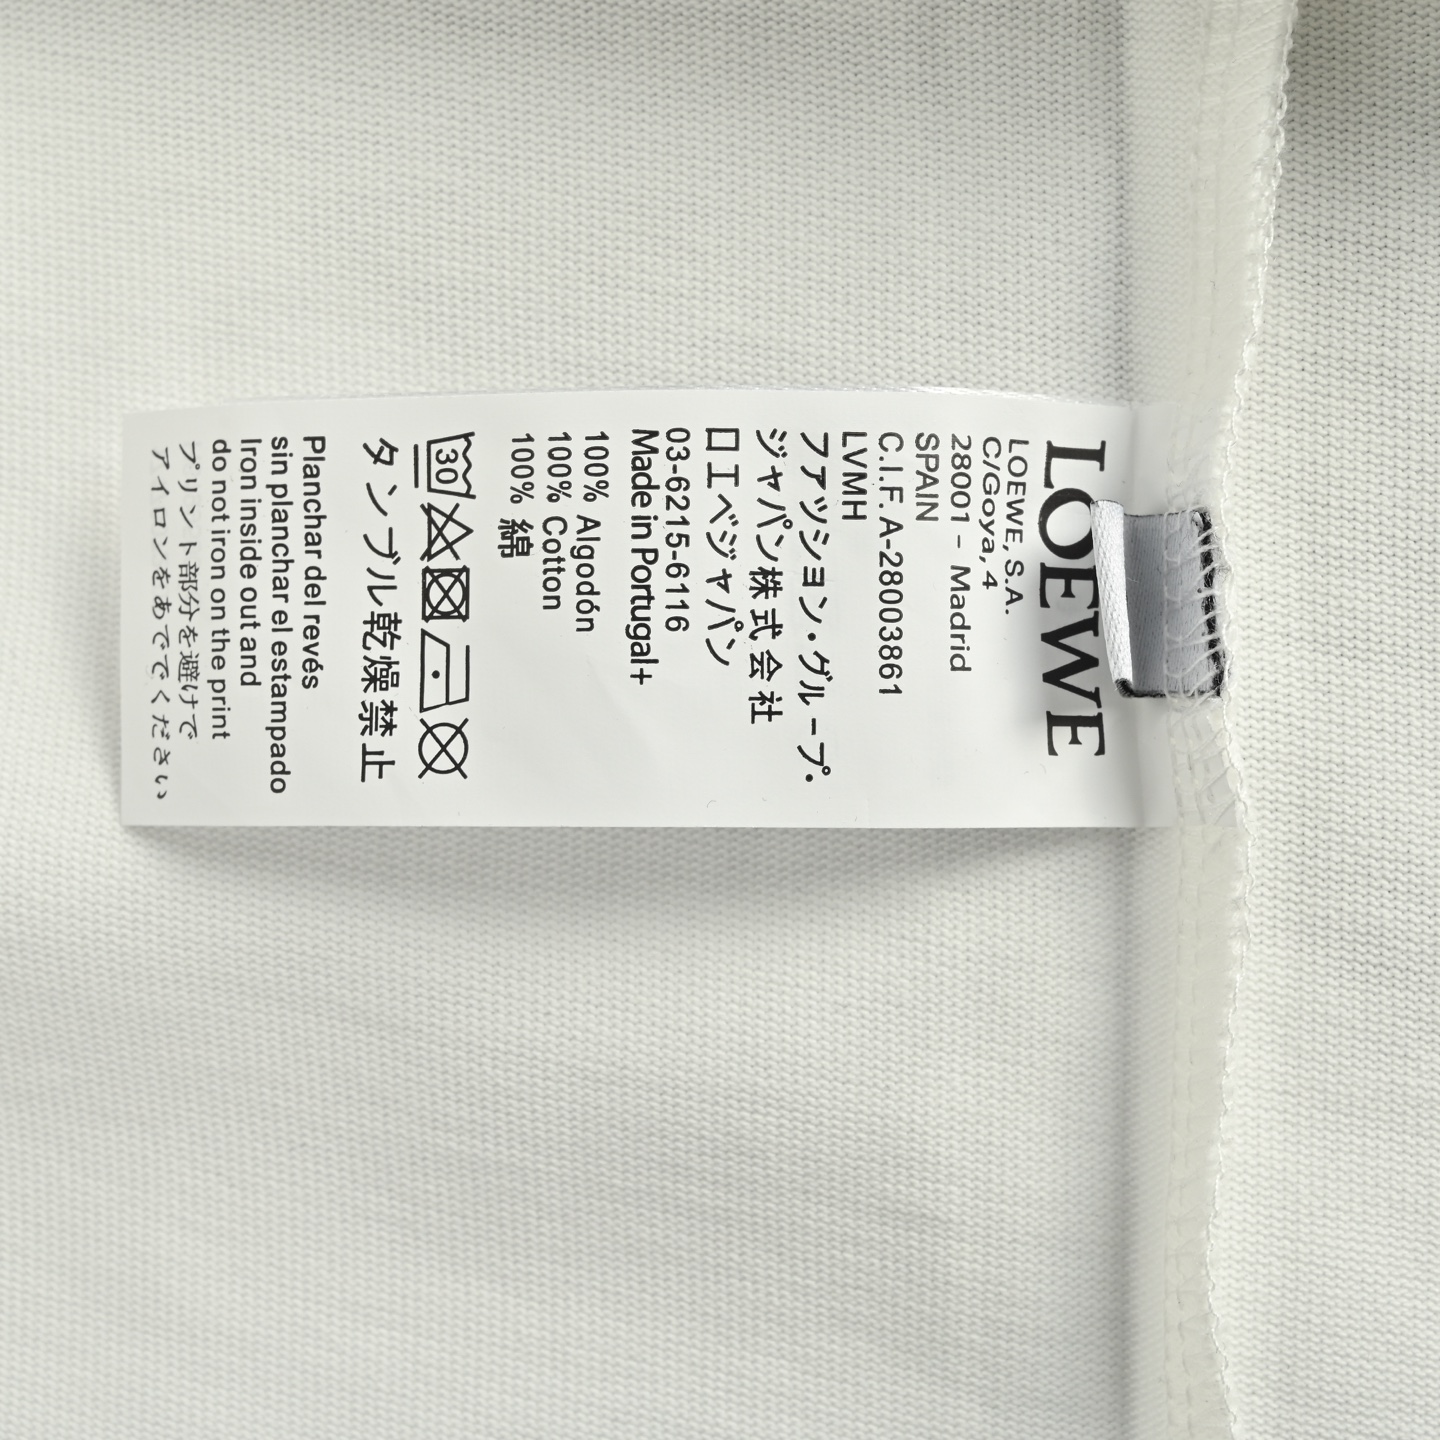 LOEWE
LOEWE, S.A.
C/Goya, 4
28001 - Madrid
SPAIN
C.I.F. A-28003861
LVMH
ファツション・グループ・
ジャパン株式会社
ロエベジャパン
03-6215-6116
Made in Portugal+
100% Algodón
100% Cotton
100% 綿
30
タンブル乾燥禁止
Planchar del revés
sin planchar el estampado
Iron inside out and
do not iron on the print
プリント部分を避けで
アイロンをあででください